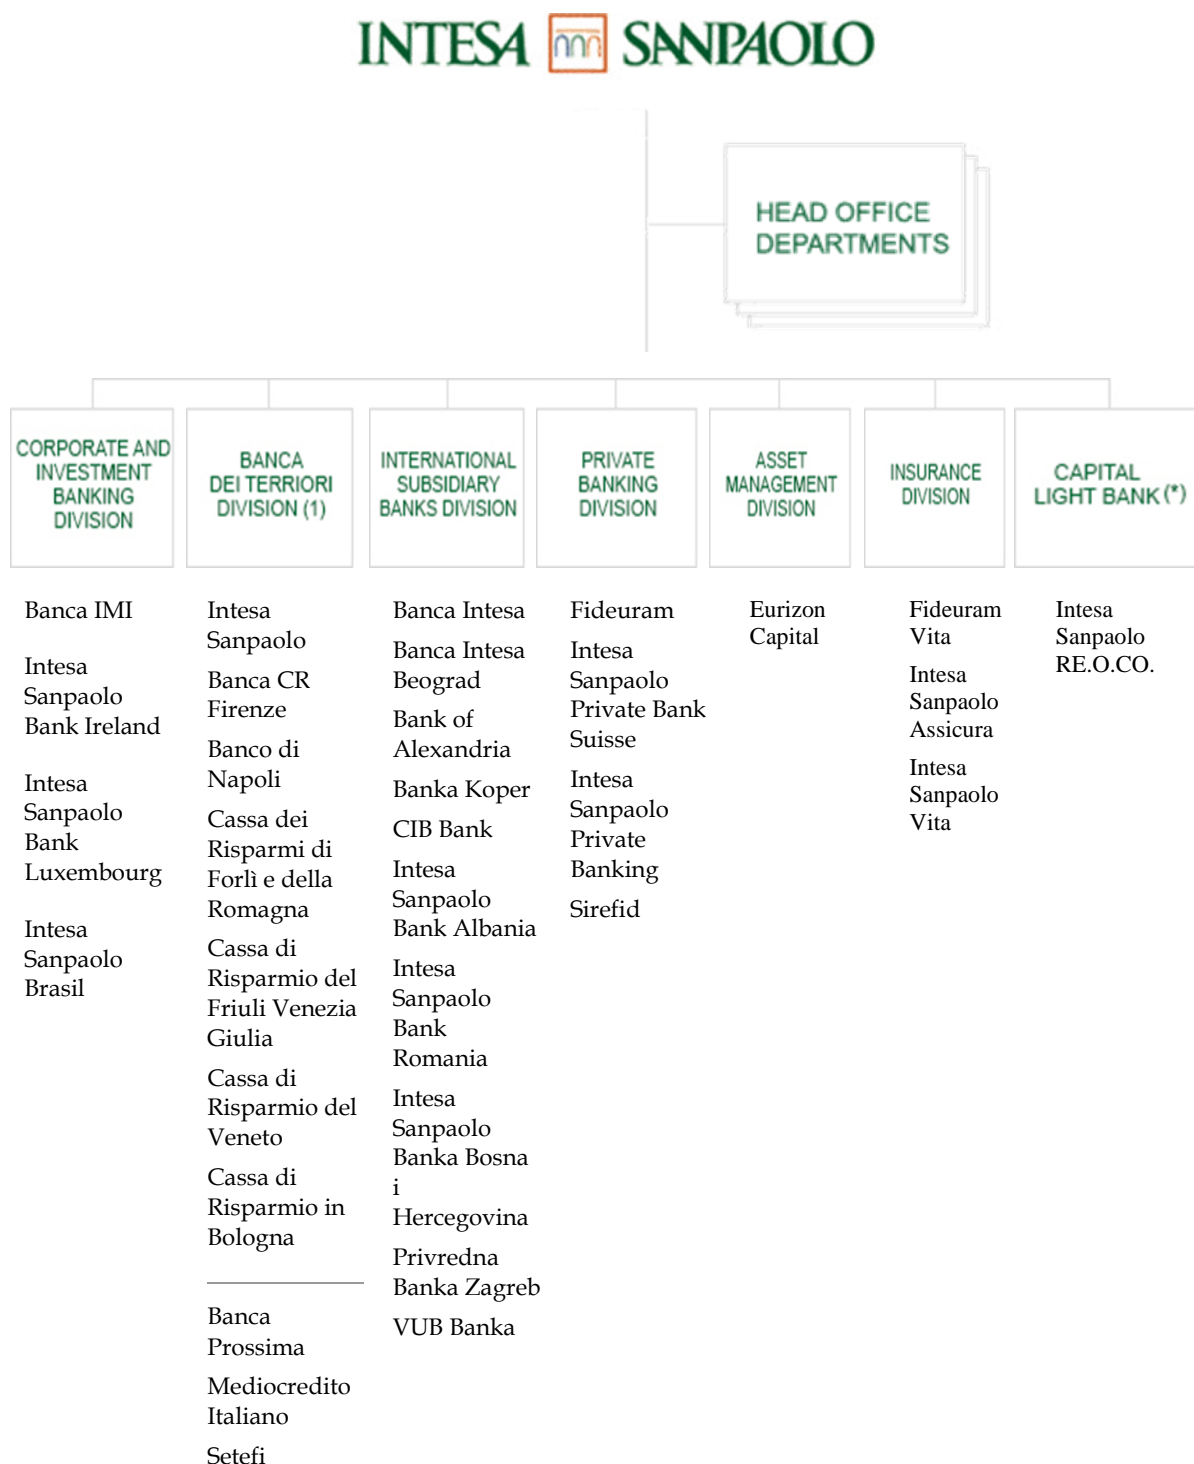 INTESA SANPAOLO
HEAD OFFICE
DEPARTMENTS
CORPORATE AND
INVESTMENT
BANKING
DIVISION
BANCA
DEI TERRIORI
DIVISION (1)
INTERNATIONAL
SUBSIDIARY
BANKS DIVISION
PRIVATE
BANKING
DIVISION
ASSET
MANAGEMENT
DIVISION
INSURANCE
DIVISION
CAPITAL
LIGHT BANK (*)
Banca IMI
Intesa
Sanpaolo
Bank Ireland
Intesa
Sanpaolo
Bank
Luxembourg
Intesa
Sanpaolo
Brasil
Intesa
Sanpaolo
Banca CR
Firenze
Banco di
Napoli
Cassa dei
Risparmi di
Forlì e della
Romagna
Cassa di
Risparmio del
Friuli Venezia
Giulia
Cassa di
Risparmio del
Veneto
Cassa di
Risparmio in
Bologna
Banca
Prossima
Mediocredito
Italiano
Setefi
Banca Intesa
Banca Intesa
Beograd
Bank of
Alexandria
Banka Koper
CIB Bank
Intesa
Sanpaolo
Bank Albania
Intesa
Sanpaolo
Bank
Romania
Intesa
Sanpaolo
Banka Bosna
i
Hercegovina
Privredna
Banka Zagreb
VUB Banka
Fideuram
Intesa
Sanpaolo
Private Bank
Suisse
Intesa
Sanpaolo
Private
Banking
Sirefid
Eurizon
Capital
Fideuram
Vita
Intesa
Sanpaolo
Assicura
Intesa
Sanpaolo
Vita
Intesa
Sanpaolo
RE.O.CO.